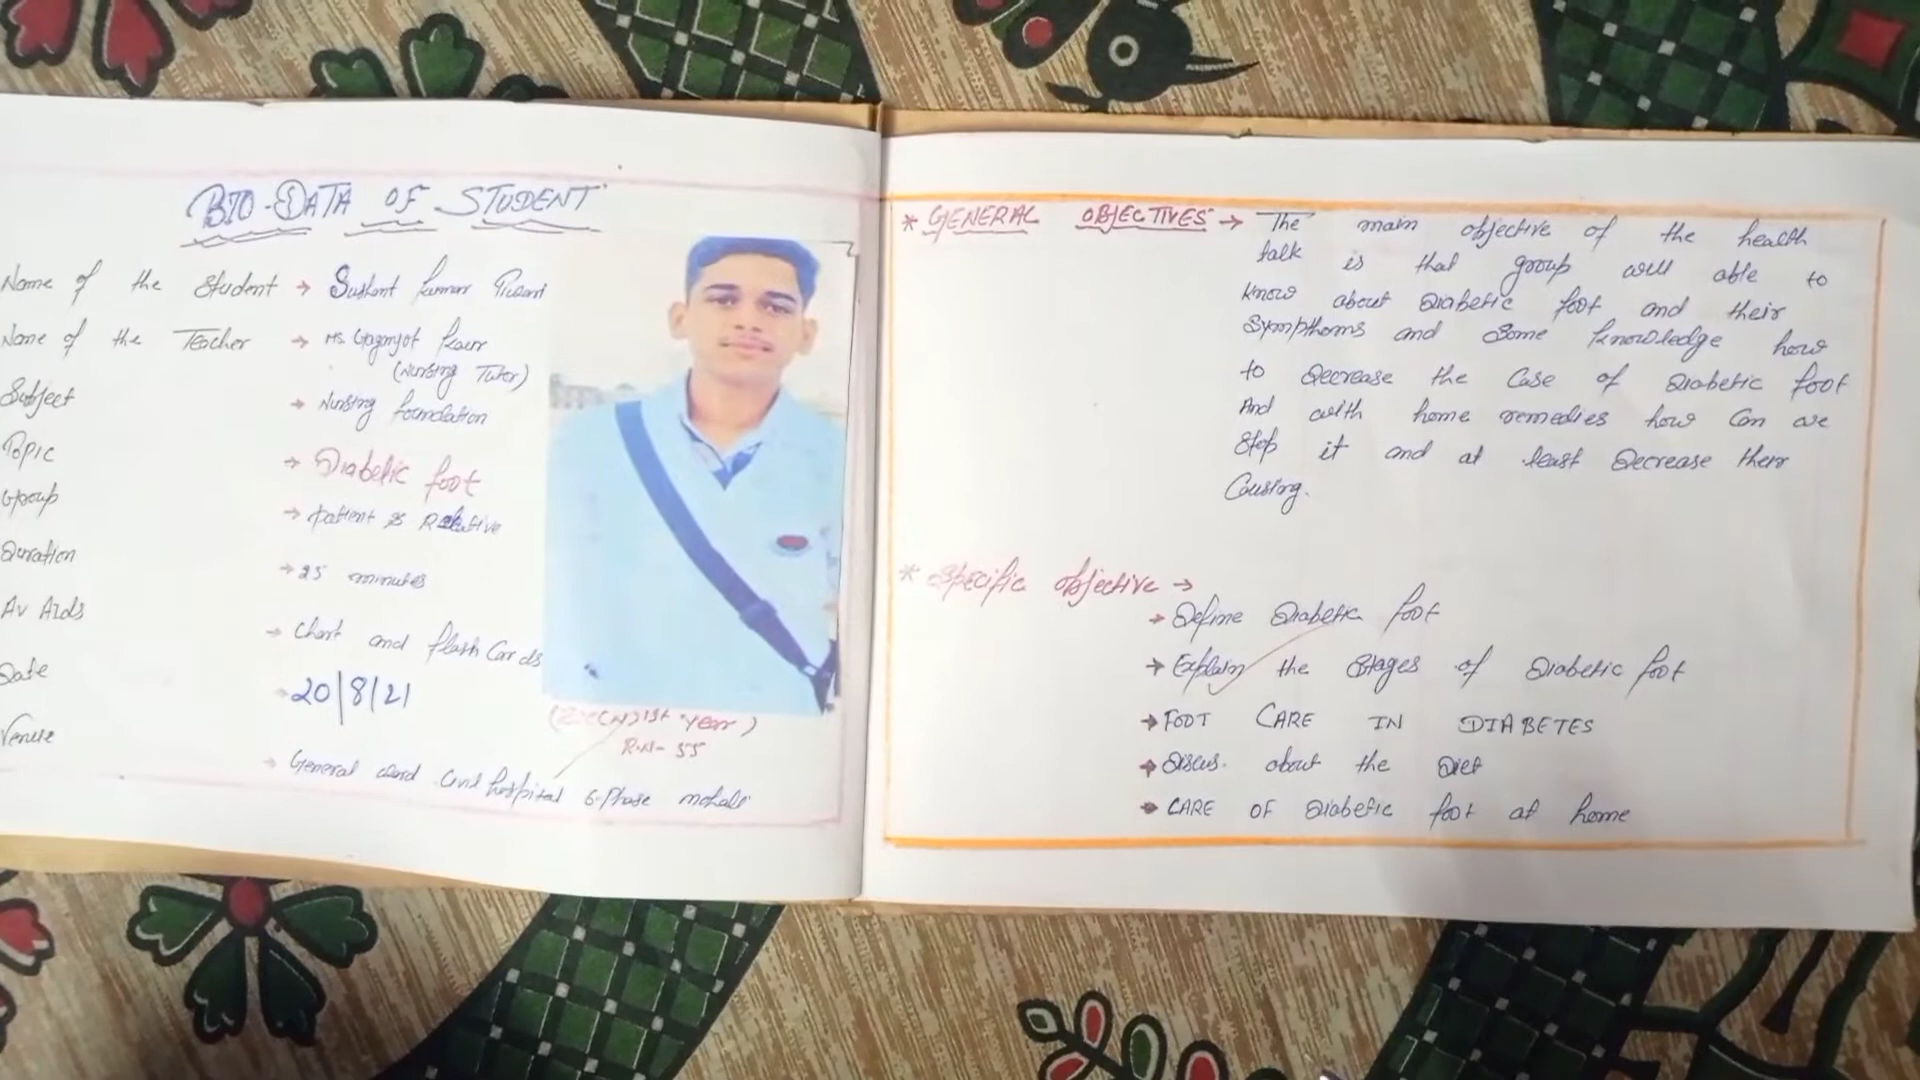 BIO-DATA OF STUDENT
Name of the Student → Sushant Kumar
Name of the Teacher → Ms. Gaganjot Kaur
(Nursing Tutor)
Subject → Nursing foundation
Topic → Diabetic foot
Group → patient & Relative
Duration → 25 minutes
Av Aids → Chart and flash Cards
Date → 20/8/21
Venue → General ward Civil hospital 6-Phase mohali
1st year)
R.N- 55
* GENERAL OBJECTIVES → The main objective of the health
talk is that group will able to
know about Diabetic foot and their
Sympthoms and Some knowledge how
to Decrease the Case of Diabetic foot
And with home remedies how Can we
Stop it and at least Decrease their
Causing.
* Specific objective →
→ Define Diabetic foot
→ Explain the Stages of Diabetic foot
→ FOOT CARE IN DIABETES
→ Discus. about the Diet
→ CARE OF Diabetic foot at home